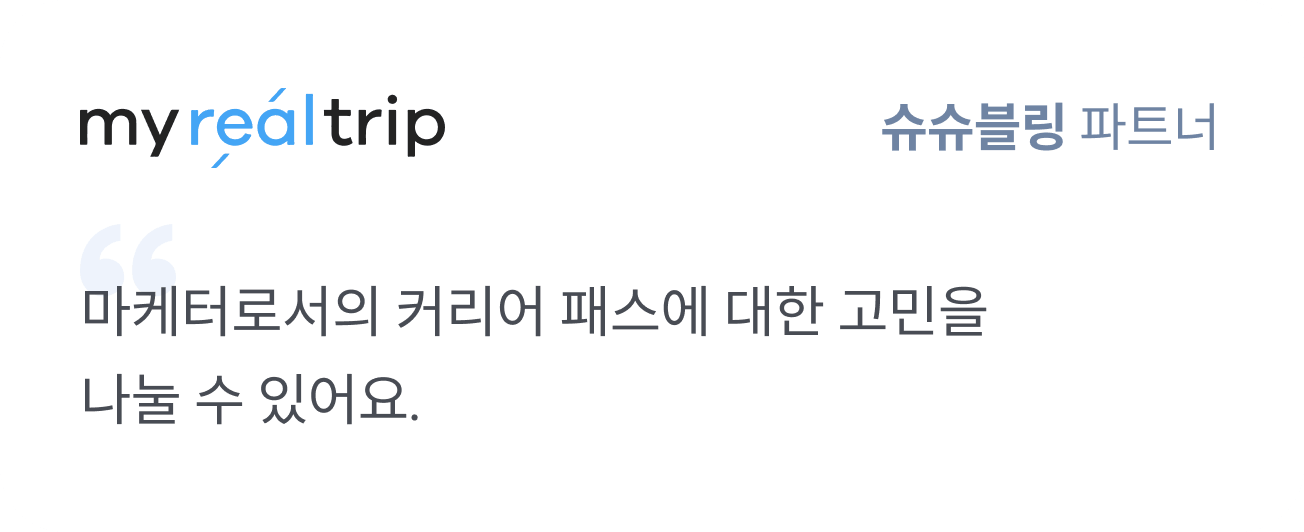 myrealtrip
슈슈블링 파트너
“
마케터로서의 커리어 패스에 대한 고민을
나눌 수 있어요.